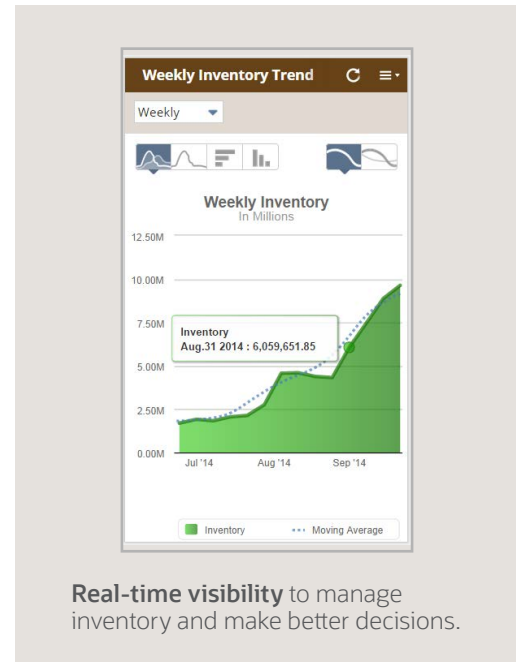 Weekly Inventory Trend
Weekly
Weekly Inventory
In Millions
12.50M
10.00M
7.50M
Inventory
Aug.31 2014 : 6,059,651.85
5.00M
2.50M
0.00M
Jul '14 Aug '14 Sep '14
Inventory Moving Average
Real-time visibility to manage
inventory and make better decisions.